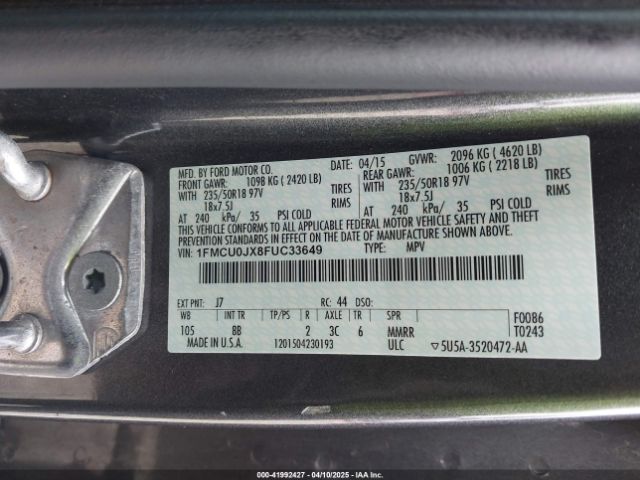 MFD. BY FORD MOTOR CO.
DATE: 04/15 GVWR: 2096 KG ( 4620 LB)
FRONT GAWR: 1098 KG ( 2420 LB) REAR GAWR: 1006 KG ( 2218 LB)
WITH 235/50R18 97V TIRES WITH 235/50R18 97V TIRES
18x7.5J RIMS 18x7.5J RIMS
AT 240 kPa/ 35 PSI COLD AT 240 kPa/ 35 PSI COLD
THIS VEHICLE CONFORMS TO ALL APPLICABLE FEDERAL MOTOR VEHICLE SAFETY AND THEFT
PREVENTION STANDARDS IN EFFECT ON THE DATE OF MANUFACTURE SHOWN ABOVE.
VIN: 1FMCU0JX8FUC33649 TYPE: MPV
EXT PNT: J7 RC: 44 DSO:
WB INT TR TP/PS R AXLE TR SPR F0086
105 BB 2 3C 6 MMRR T0243
MADE IN U.S.A. 1201504230193 ULC ▽5U5A-3520472-AA
000-41992427 - 04/10/2025 - IAAI.COM